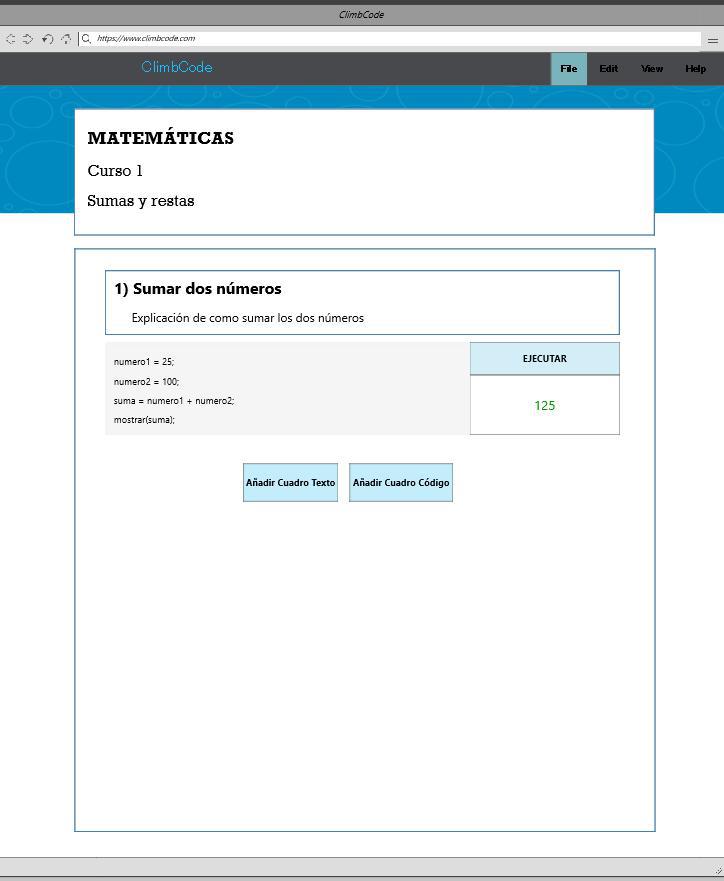 ClimbCode
https://www.climbcode.com
ClimbCode
File Edit View Help
MATEMÁTICAS
Curso 1
Sumas y restas
1) Sumar dos números
Explicación de como sumar los dos números
numero1 = 25;
numero2 = 100;
suma = numero1 + numero2;
mostrar(suma);
EJECUTAR
125
Añadir Cuadro Texto
Añadir Cuadro Código